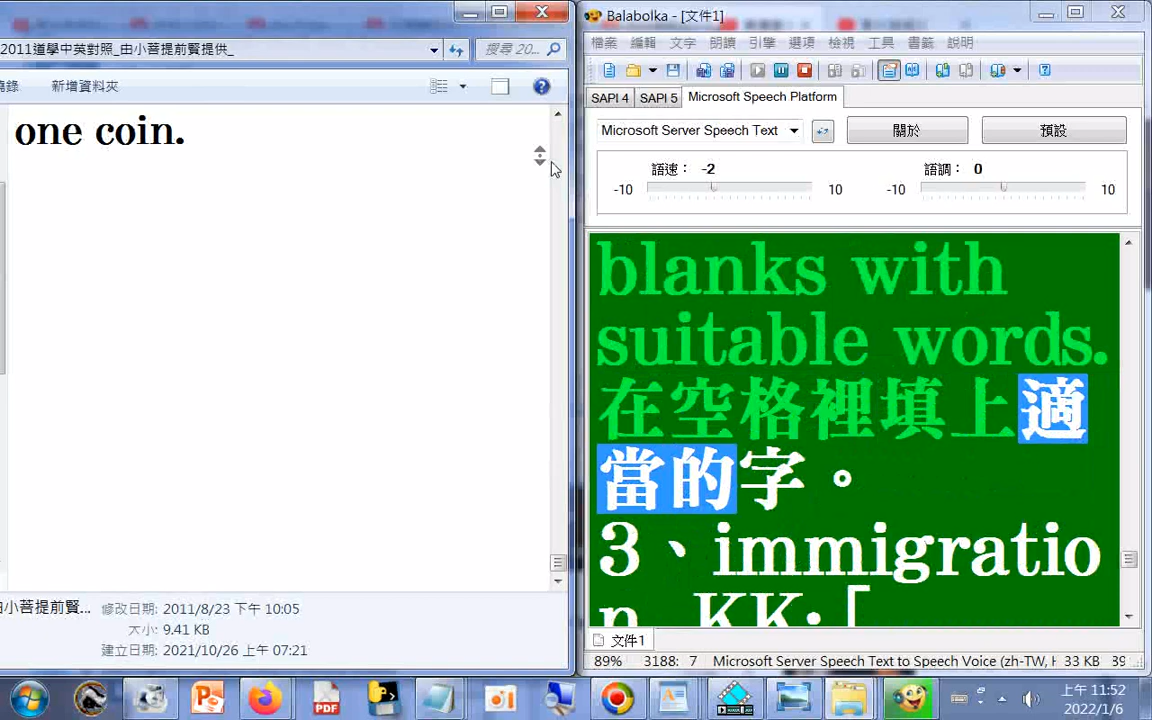 2011道學中英對照_由小菩提前賢提供_
搜尋 20...
新增資料夾
one coin.
修改日期: 2011/8/23 下午 10:05
大小: 9.41 KB
建立日期: 2021/10/26 上午 07:21
Balabolka - [文件1]
檔案 編輯 文字 朗讀 引擎 選項 檢視 工具 書籤 說明
SAPI 4 SAPI 5 Microsoft Speech Platform
Microsoft Server Speech Text
關於
預設
語速： -2
-10 10
語調： 0
-10 10
blanks with
suitable words.
在空格裡填上適
當的字。
3、immigratio
n KK:[
文件1
89% 3188: 7 Microsoft Server Speech Text to Speech Voice (zh-TW, H 33 KB 39
PDF
上午 11:52
2022/1/6